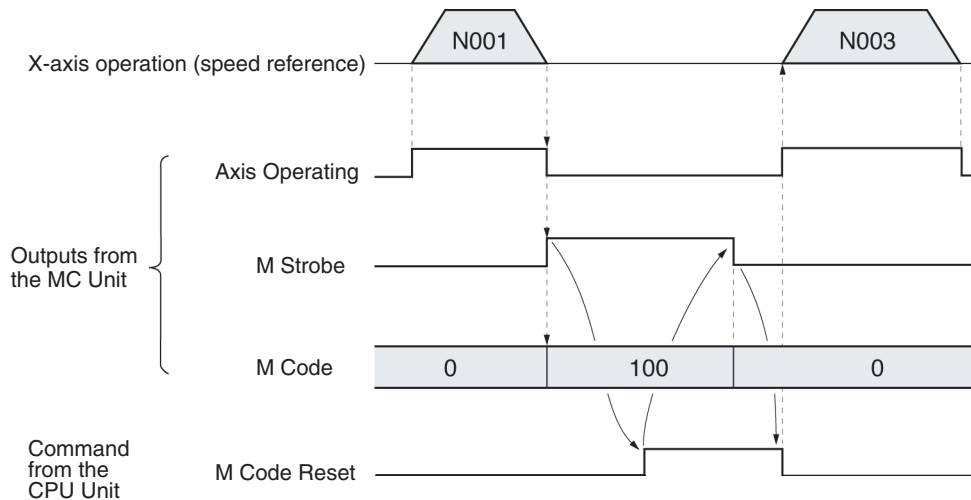 N001
N003
X-axis operation (speed reference)
Axis Operating
Outputs from
the MC Unit
M Strobe
M Code
0
100
0
Command
from the
CPU Unit
M Code Reset